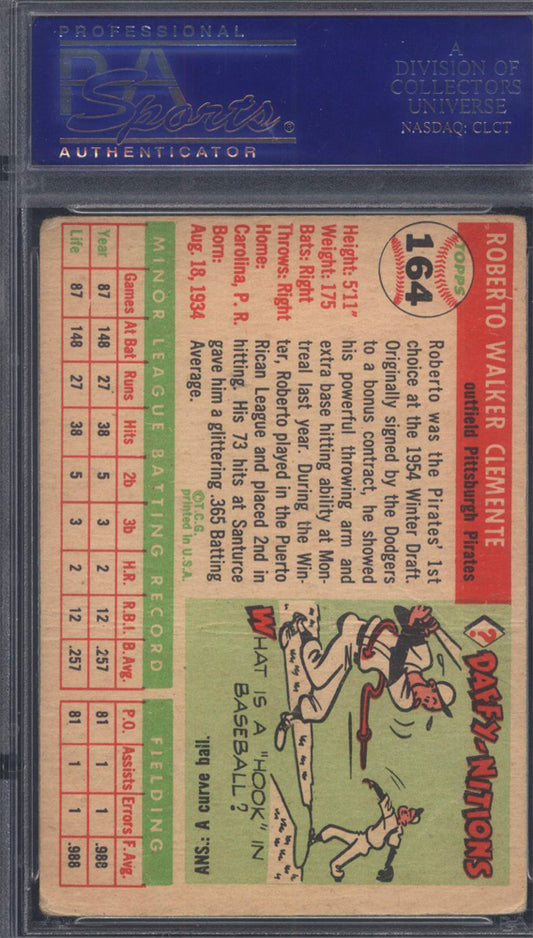 PROFESSIONAL
PSA
Sports®
AUTHENTICATOR
A
DIVISION OF
COLLECTORS
UNIVERSE
NASDAQ: CLCT
TOPPS
164
ROBERTO WALKER CLEMENTE
outfield Pittsburgh Pirates
Height: 5'11"
Weight: 175
Bats: Right
Throws: Right
Home:
Carolina, P. R.
Born:
Aug. 18, 1934
Roberto was the Pirates' 1st
choice at the 1954 Winter Draft.
Originally signed by the Dodgers
to a bonus contract, he showed
his powerful throwing arm and
extra base hitting ability at Mon-
treal last year. During the Win-
ter, Roberto played in the Puerto
Rican League and placed 2nd in
hitting. His 73 hits at Santurce
gave him a glittering .365 Batting
Average.
©T.C.G.
printed in U.S.A.
? DAFFY-NITIONS
WHAT IS A "HOOK" IN
BASEBALL?
ANS.: A curve ball.
MINOR LEAGUE BATTING RECORD FIELDING
Games At Bat Runs Hits 2b 3b H.R. R.B.I. B.Avg. P.O. Assists Errors F. Avg.
Year 87 148 27 38 5 3 2 12 .257 81 1 1 .988
Life 87 148 27 38 5 3 2 12 .257 81 1 1 .988